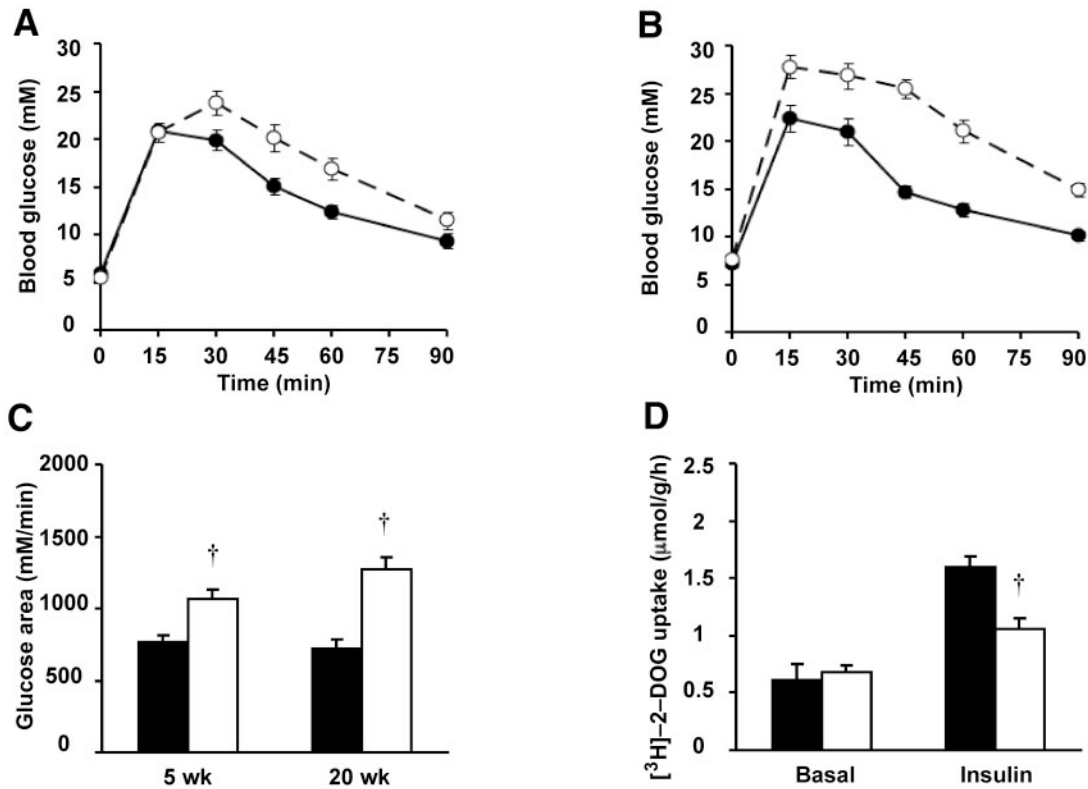 A
Blood glucose (mM)
30
25
20
15
10
5
0
0 15 30 45 60 75 90
Time (min)
B
Blood glucose (mM)
30
25
20
15
10
5
0
0 15 30 45 60 75 90
Time (min)
C
Glucose area (mM/min)
2000
1500
1000
500
0
†
†
5 wk 20 wk
D
[³H]–2–DOG uptake (μmol/g/h)
2.5
2
1.5
1
0.5
0
†
Basal Insulin